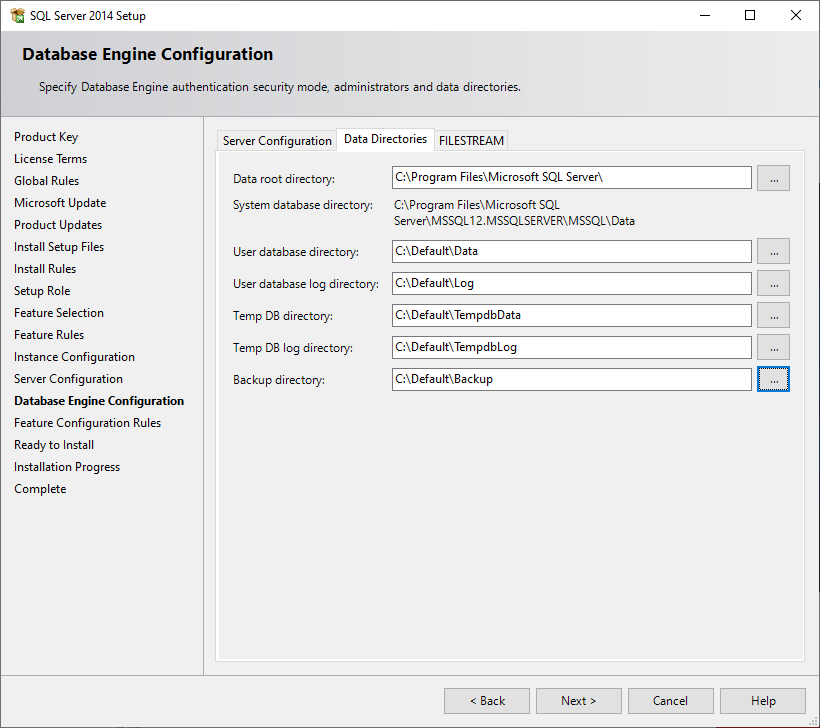 SQL Server 2014 Setup
Database Engine Configuration
Specify Database Engine authentication security mode, administrators and data directories.
Product Key
License Terms
Global Rules
Microsoft Update
Product Updates
Install Setup Files
Install Rules
Setup Role
Feature Selection
Feature Rules
Instance Configuration
Server Configuration
Database Engine Configuration
Feature Configuration Rules
Ready to Install
Installation Progress
Complete
Server Configuration Data Directories FILESTREAM
Data root directory: C:\Program Files\Microsoft SQL Server\ ...
System database directory: C:\Program Files\Microsoft SQL
Server\MSSQL12.MSSQLSERVER\MSSQL\Data
User database directory: C:\Default\Data ...
User database log directory: C:\Default\Log ...
Temp DB directory: C:\Default\TempdbData ...
Temp DB log directory: C:\Default\TempdbLog ...
Backup directory: C:\Default\Backup ...
< Back Next > Cancel Help